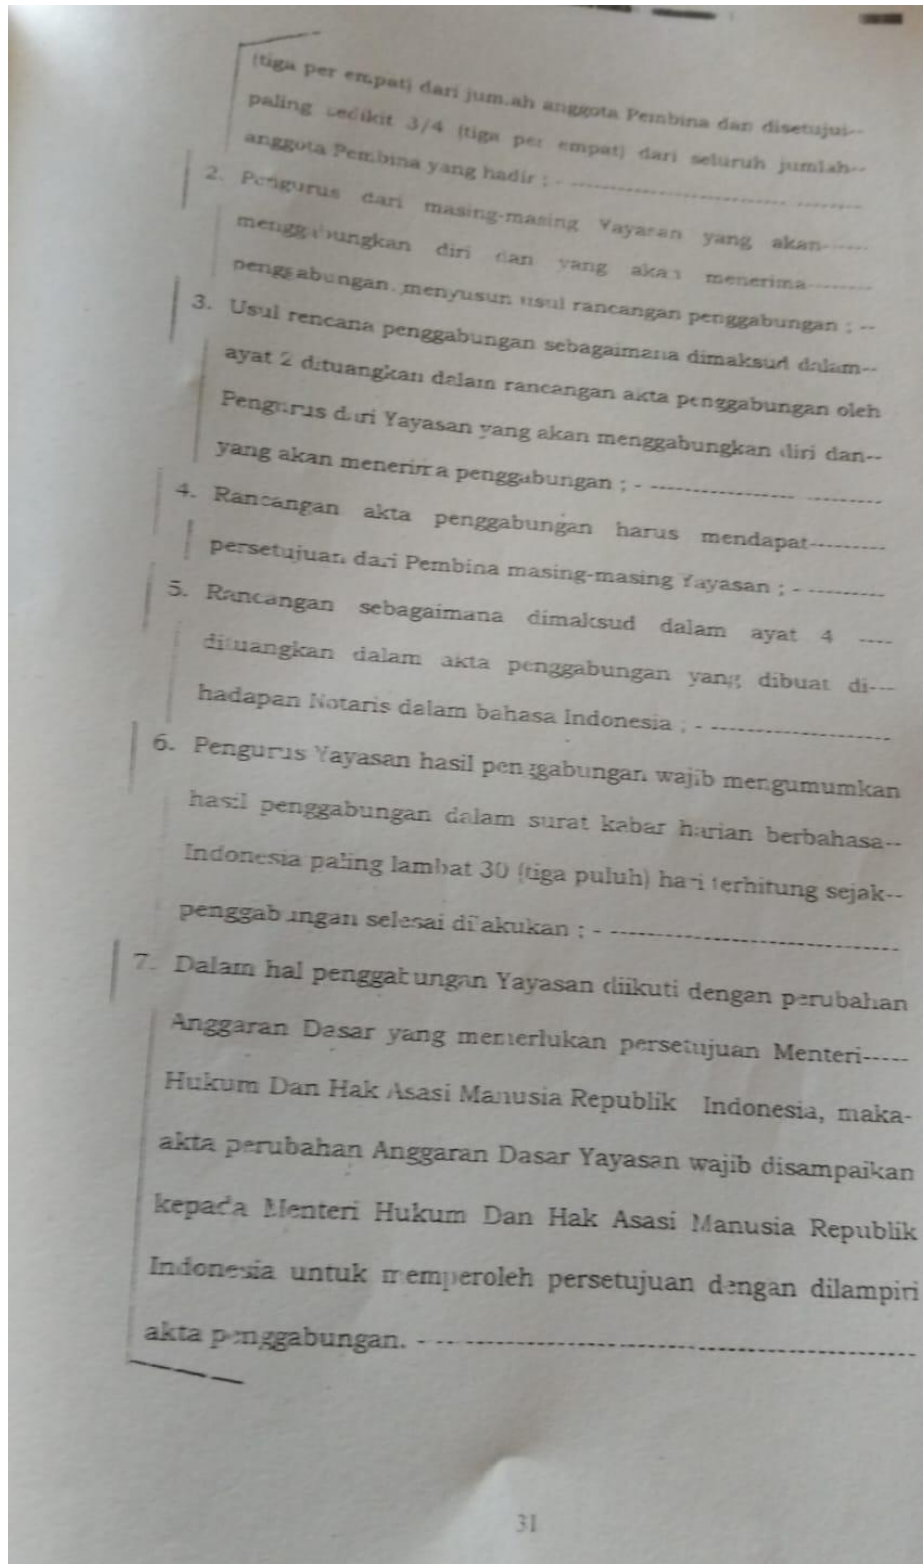 (tiga per empat) dari jumlah anggota Pembina dan disetujui--
paling sedikit 3/4 (tiga per empat) dari seluruh jumlah--
anggota Pembina yang hadir ; - --------------------------------
2. Pengurus dari masing-masing Yayasan yang akan------
menggabungkan diri dan yang akan menerima--------
penggabungan menyusun usul rancangan penggabungan ; --
3. Usul rencana penggabungan sebagaimana dimaksud dalam--
ayat 2 dituangkan dalam rancangan akta penggabungan oleh
Pengurus dari Yayasan yang akan menggabungkan diri dan--
yang akan menerima penggabungan ; - --------------------------
4. Rancangan akta penggabungan harus mendapat---------
persetujuan dari Pembina masing-masing Yayasan ; - ---------
5. Rancangan sebagaimana dimaksud dalam ayat 4 ----
dituangkan dalam akta penggabungan yang dibuat di---
hadapan Notaris dalam bahasa Indonesia ; - --------------------
6. Pengurus Yayasan hasil penggabungan wajib mengumumkan
hasil penggabungan dalam surat kabar harian berbahasa--
Indonesia paling lambat 30 (tiga puluh) hari terhitung sejak--
penggabungan selesai dilakukan ; - --------------------------------
7. Dalam hal penggabungan Yayasan diikuti dengan perubahan
Anggaran Dasar yang memerlukan persetujuan Menteri-----
Hukum Dan Hak Asasi Manusia Republik Indonesia, maka-
akta perubahan Anggaran Dasar Yayasan wajib disampaikan
kepada Menteri Hukum Dan Hak Asasi Manusia Republik
Indonesia untuk memperoleh persetujuan dengan dilampiri
akta penggabungan. - --------------------------------------------------
31